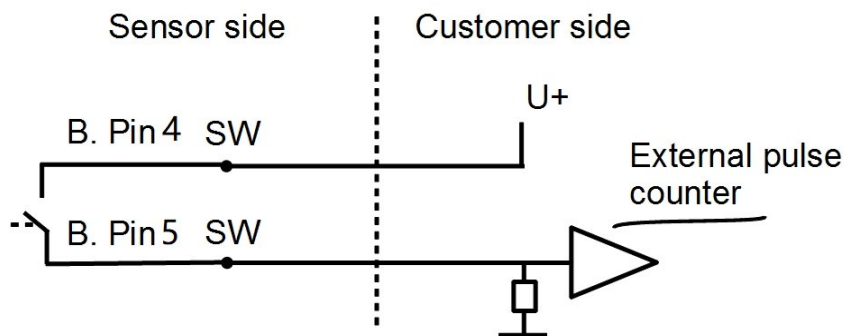 Sensor side
Customer side
U+
B. Pin 4 SW
External pulse
counter
B. Pin 5 SW